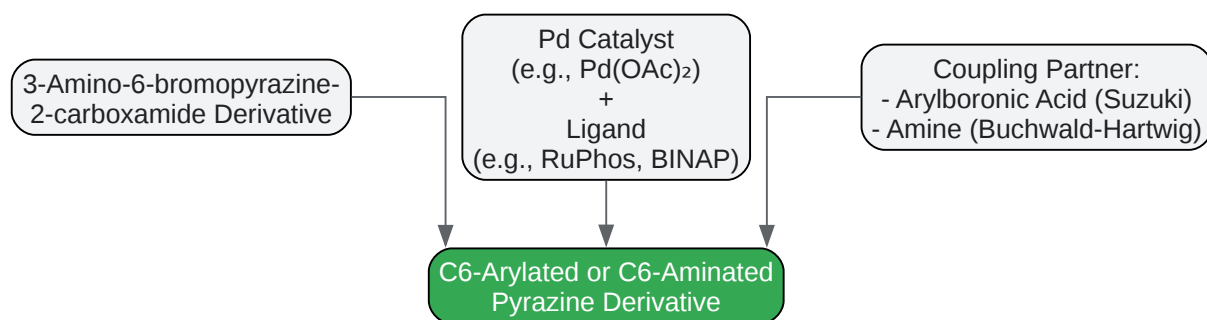 3-Amino-6-bromopyrazine-
2-carboxamide Derivative
Pd Catalyst
(e.g., Pd(OAc)₂)
+
Ligand
(e.g., RuPhos, BINAP)
Coupling Partner:
- Arylboronic Acid (Suzuki)
- Amine (Buchwald-Hartwig)
C6-Arylated or C6-Aminated
Pyrazine Derivative